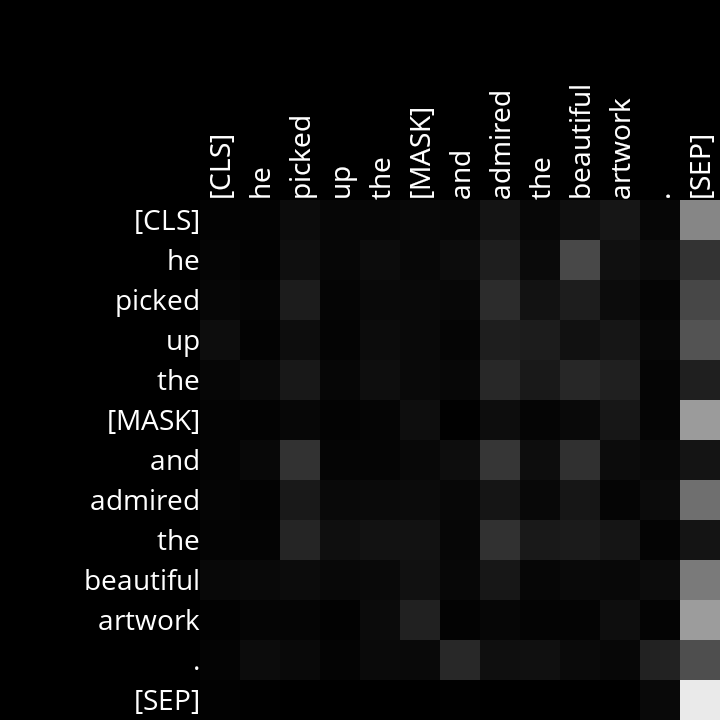 [CLS] he picked up the [MASK] and admired the beautiful artwork . [SEP]
[CLS]
he
picked
up
the
[MASK]
and
admired
the
beautiful
artwork
.
[SEP]